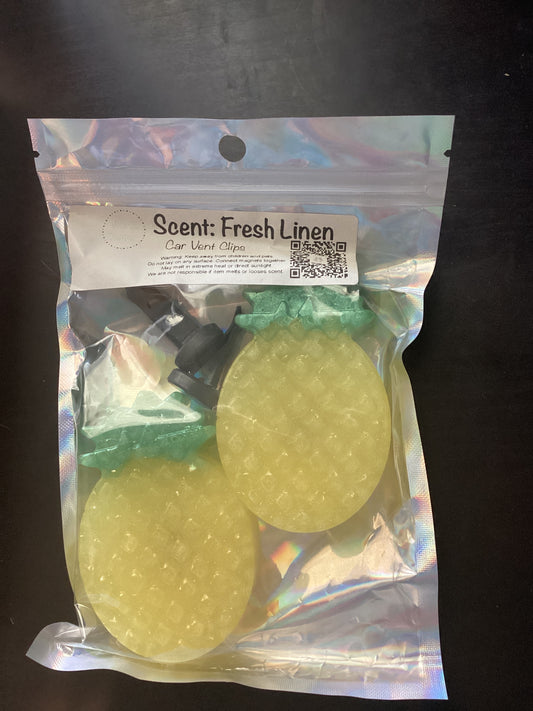 Scent: Fresh Linen
Car Vent Clips
Warning: Keep away from children and pets.
Do not lay on any surface. Connect magnets together.
May melt in extreme heat or direct sunlight.
We are not responsible if item melts or looses scent.